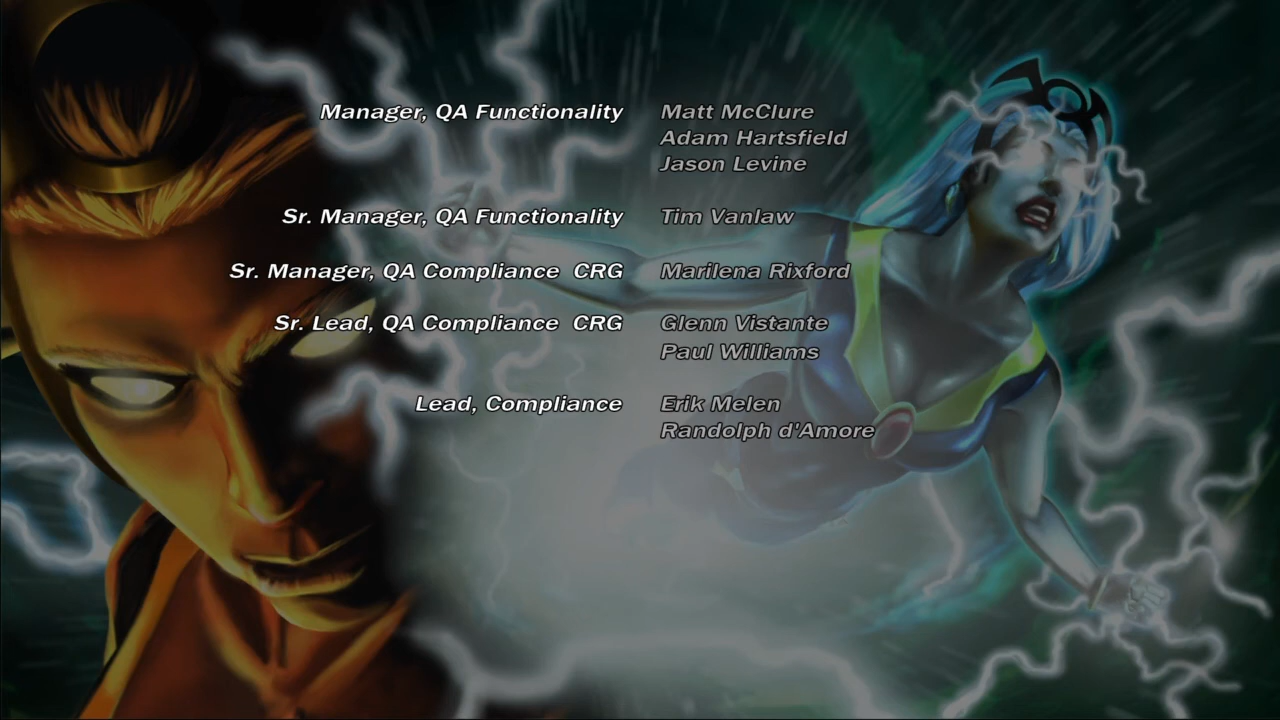 Manager, QA Functionality Matt McClure
Adam Hartsfield
Jason Levine
Sr. Manager, QA Functionality Tim Vanlaw
Sr. Manager, QA Compliance CRG Marilena Rixford
Sr. Lead, QA Compliance CRG Glenn Vistante
Paul Williams
Lead, Compliance Erik Melen
Randolph d'Amore